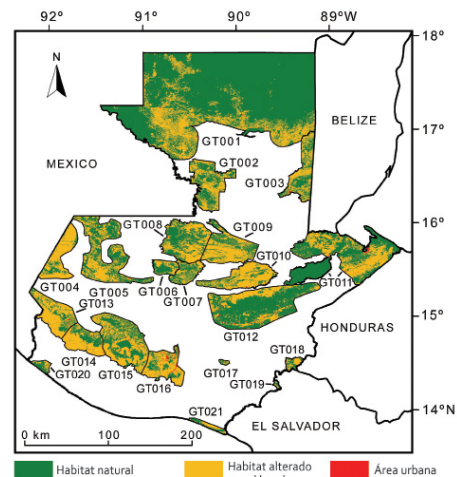 92° 91° 90° 89°W
18°
N
BELIZE
17°
GT001
MEXICO
GT002
GT003
16°
GT008 GT009
GT010
GT004 GT005 GT006 GT007 GT011
GT013
15°
GT012
HONDURAS
GT014
GT018
GT020 GT015 GT017
GT016 GT019
GT021
14°N
EL SALVADOR
0 km 100 200
Habitat natural Habitat alterado Área urbana